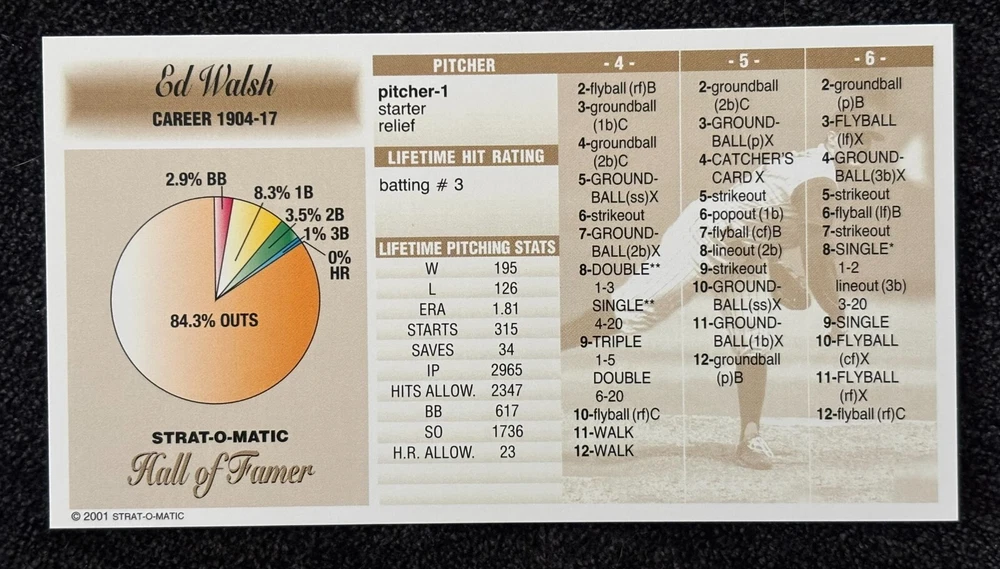 Ed Walsh
CAREER 1904-17
2.9% BB
8.3% 1B
3.5% 2B
.1% 3B
0%
HR
84.3% OUTS
STRAT-O-MATIC
Hall of Famer
© 2001 STRAT-O-MATIC
PITCHER
pitcher-1
starter
relief
LIFETIME HIT RATING
batting # 3
LIFETIME PITCHING STATS
W 195
L 126
ERA 1.81
STARTS 315
SAVES 34
IP 2965
HITS ALLOW. 2347
BB 617
SO 1736
H.R. ALLOW. 23
- 4 -
2-flyball (rf)B
3-groundball
(1b)C
4-groundball
(2b)C
5-GROUND-
BALL(ss)X
6-strikeout
7-GROUND-
BALL(2b)X
8-DOUBLE**
1-3
SINGLE**
4-20
9-TRIPLE
1-5
DOUBLE
6-20
10-flyball (rf)C
11-WALK
12-WALK
- 5 -
2-groundball
(2b)C
3-GROUND-
BALL(p)X
4-CATCHER'S
CARD X
5-strikeout
6-popout (1b)
7-flyball (cf)B
8-lineout (2b)
9-strikeout
10-GROUND-
BALL(ss)X
11-GROUND-
BALL(1b)X
12-groundball
(p)B
- 6 -
2-groundball
(p)B
3-FLYBALL
(lf)X
4-GROUND-
BALL(3b)X
5-strikeout
6-flyball (lf)B
7-strikeout
8-SINGLE*
1-2
lineout (3b)
3-20
9-SINGLE
10-FLYBALL
(cf)X
11-FLYBALL
(rf)X
12-flyball (rf)C